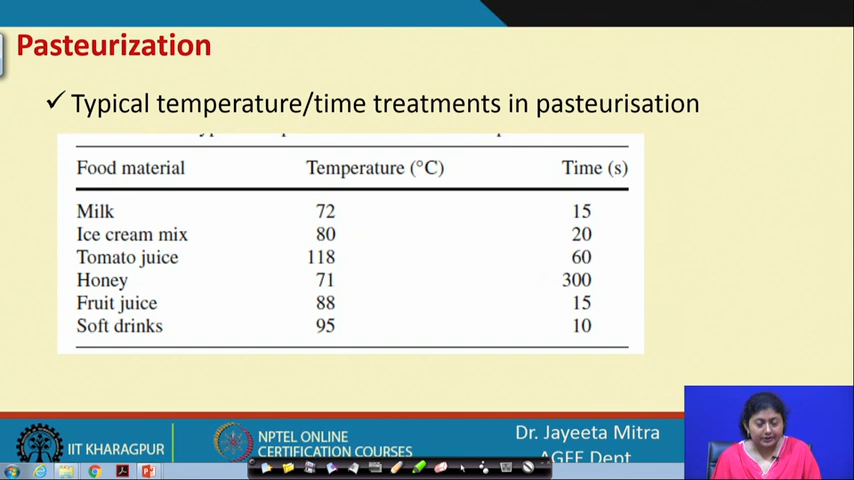 Pasteurization
✓ Typical temperature/time treatments in pasteurisation
Food material Temperature (°C) Time (s)
Milk 72 15
Ice cream mix 80 20
Tomato juice 118 60
Honey 71 300
Fruit juice 88 15
Soft drinks 95 10
IIT KHARAGPUR
NPTEL ONLINE
CERTIFICATION COURSES
Dr. Jayeeta Mitra
AGFE Dept